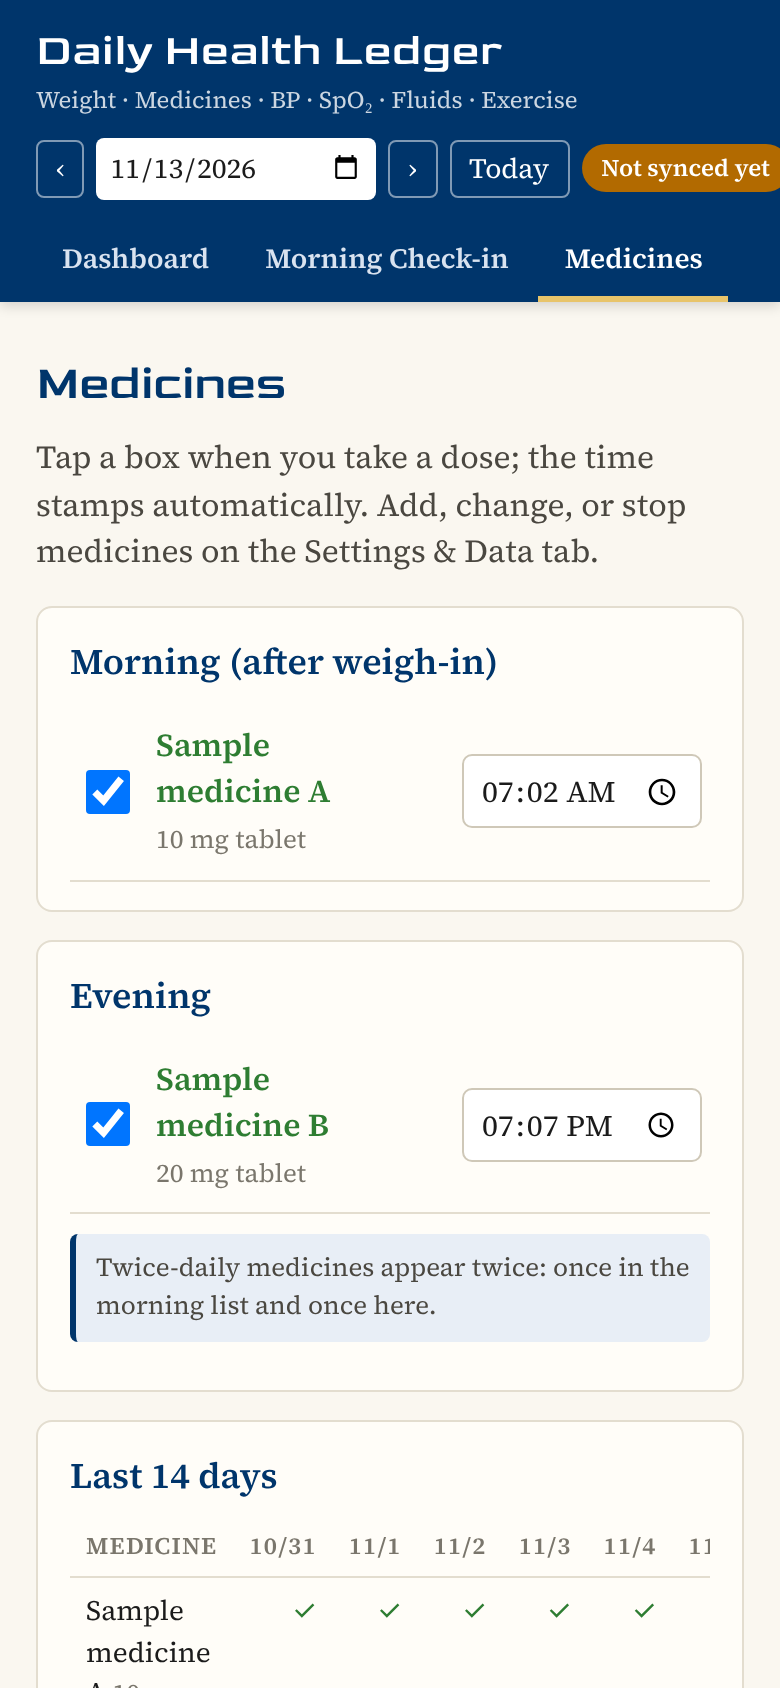 Daily Health Ledger
Weight · Medicines · BP · SpO₂ · Fluids · Exercise
‹ 11/13/2026 › Today Not synced yet
Dashboard Morning Check-in Medicines
Medicines
Tap a box when you take a dose; the time
stamps automatically. Add, change, or stop
medicines on the Settings & Data tab.
Morning (after weigh-in)
Sample
medicine A
10 mg tablet
07:02 AM
Evening
Sample
medicine B
20 mg tablet
07:07 PM
Twice-daily medicines appear twice: once in the
morning list and once here.
Last 14 days
MEDICINE 10/31 11/1 11/2 11/3 11/4 11
Sample ✓ ✓ ✓ ✓ ✓
medicine
A 10